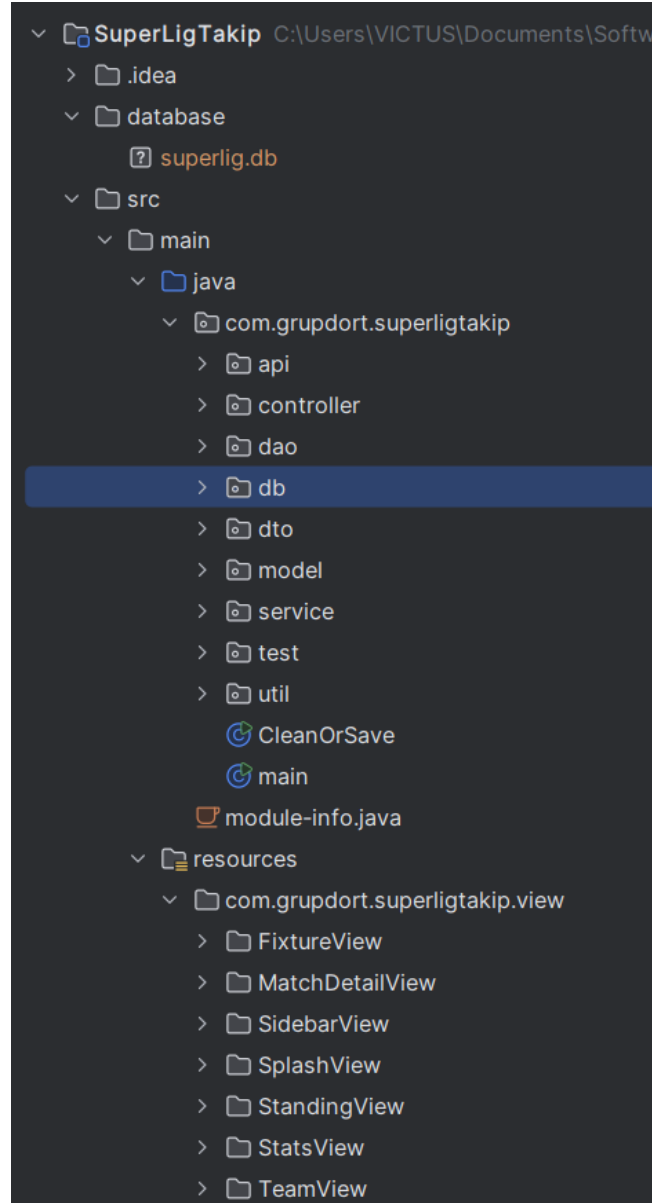 SuperLigTakip C:\Users\VICTUS\Documents\Softw
.idea
database
superlig.db
src
main
java
com.grupdort.superligtakip
api
controller
dao
db
dto
model
service
test
util
CleanOrSave
main
module-info.java
resources
com.grupdort.superligtakip.view
FixtureView
MatchDetailView
SidebarView
SplashView
StandingView
StatsView
TeamView